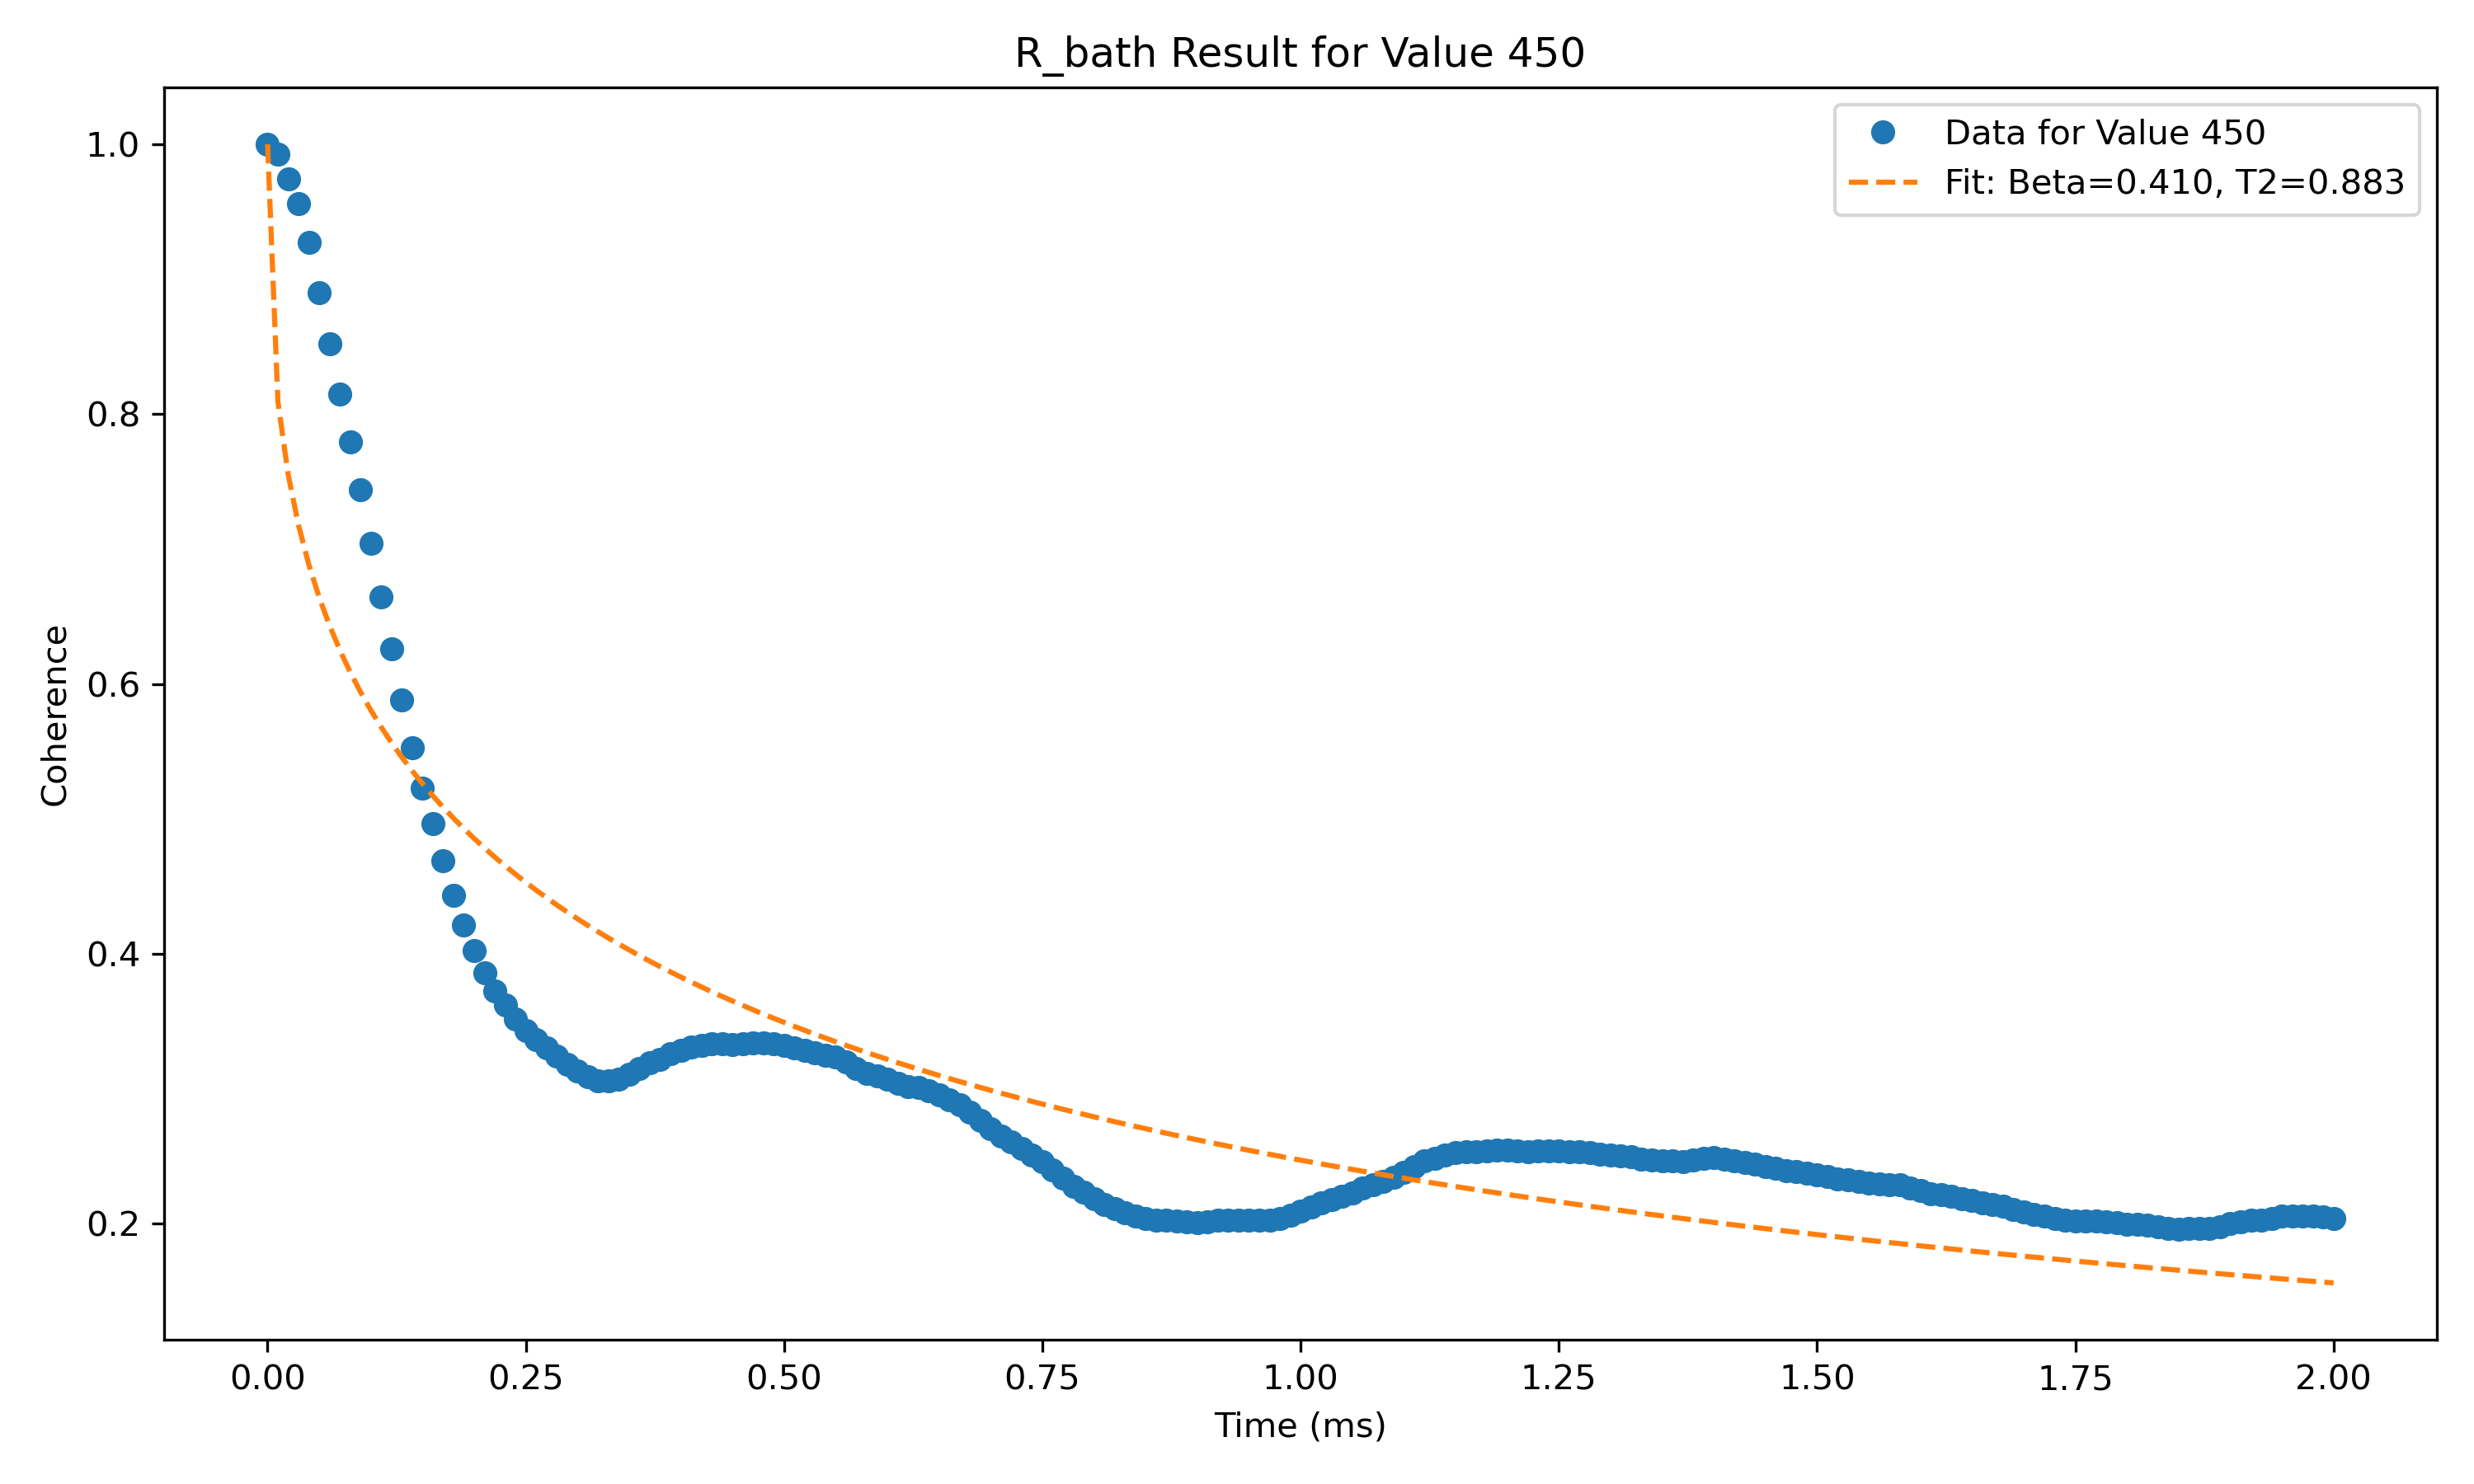 R_bath Result for Value 450
Data for Value 450
Fit: Beta=0.410, T2=0.883
Coherence
1.0
0.8
0.6
0.4
0.2
0.00 0.25 0.50 0.75 1.00 1.25 1.50 1.75 2.00
Time (ms)